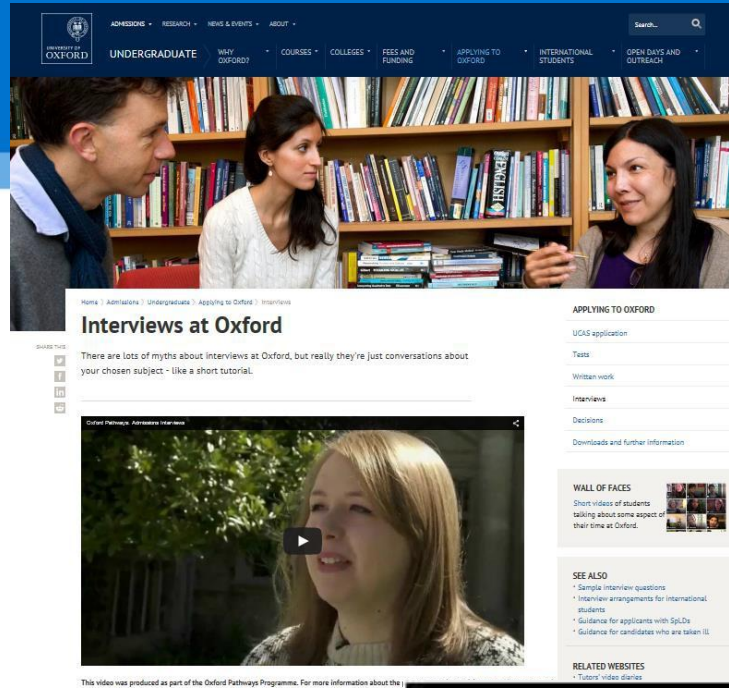 ADMISSIONS RESEARCH NEWS & EVENTS ABOUT
Search...
UNIVERSITY OF
OXFORD
UNDERGRADUATE
WHY
OXFORD?
COURSES
COLLEGES
FEES AND
FUNDING
APPLYING TO
OXFORD
INTERNATIONAL
STUDENTS
OPEN DAYS AND
OUTREACH
ENGLISH
Home > Admissions > Undergraduate > Applying to Oxford > Interviews
Interviews at Oxford
SHARE THIS
There are lots of myths about interviews at Oxford, but really they're just conversations about
your chosen subject - like a short tutorial.
Oxford Pathways. Admissions Interviews
This video was produced as part of the Oxford Pathways Programme. For more information about the
APPLYING TO OXFORD
UCAS application
Tests
Written work
Interviews
Decisions
Downloads and further information
WALL OF FACES
Short videos of students
talking about some aspect of
their time at Oxford.
SEE ALSO
Sample interview questions
Interview arrangements for international
students
Guidance for applicants with SpLDs
Guidance for candidates who are taken ill
RELATED WEBSITES
Tutors' video diaries